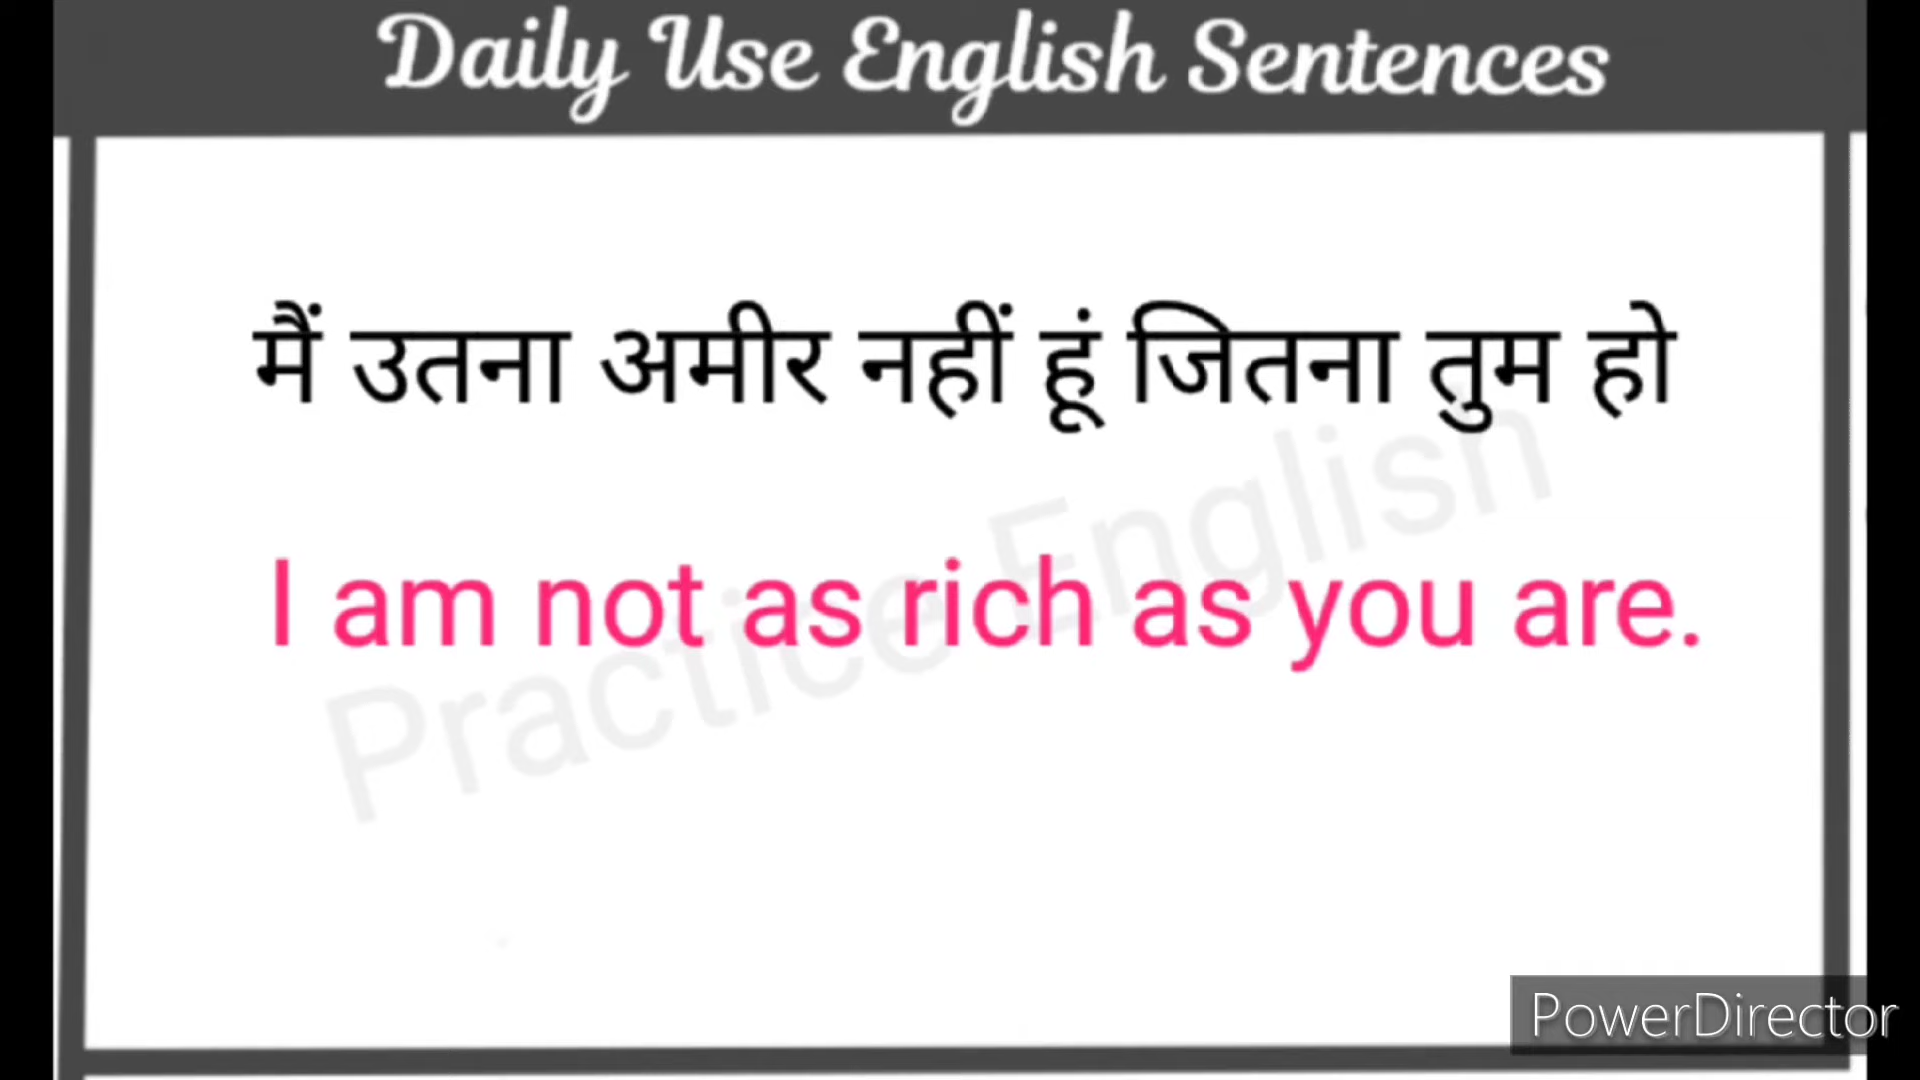 Daily Use English Sentences
मैं उतना अमीर नहीं हूं जितना तुम हो
I am not as rich as you are.
Practice English
PowerDirector